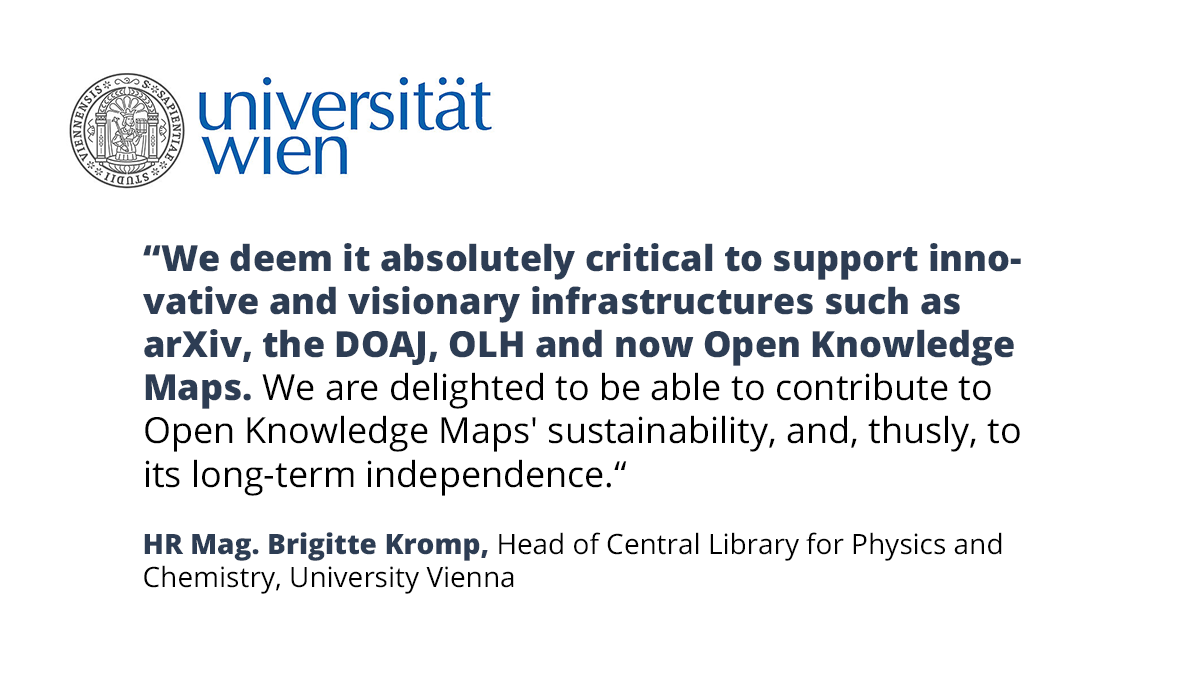 STUDII VIENNENSIS SAPIENTIAE
universität
wien
“We deem it absolutely critical to support inno-
vative and visionary infrastructures such as
arXiv, the DOAJ, OLH and now Open Knowledge
Maps. We are delighted to be able to contribute to
Open Knowledge Maps' sustainability, and, thusly, to
its long-term independence.“
HR Mag. Brigitte Kromp, Head of Central Library for Physics and
Chemistry, University Vienna